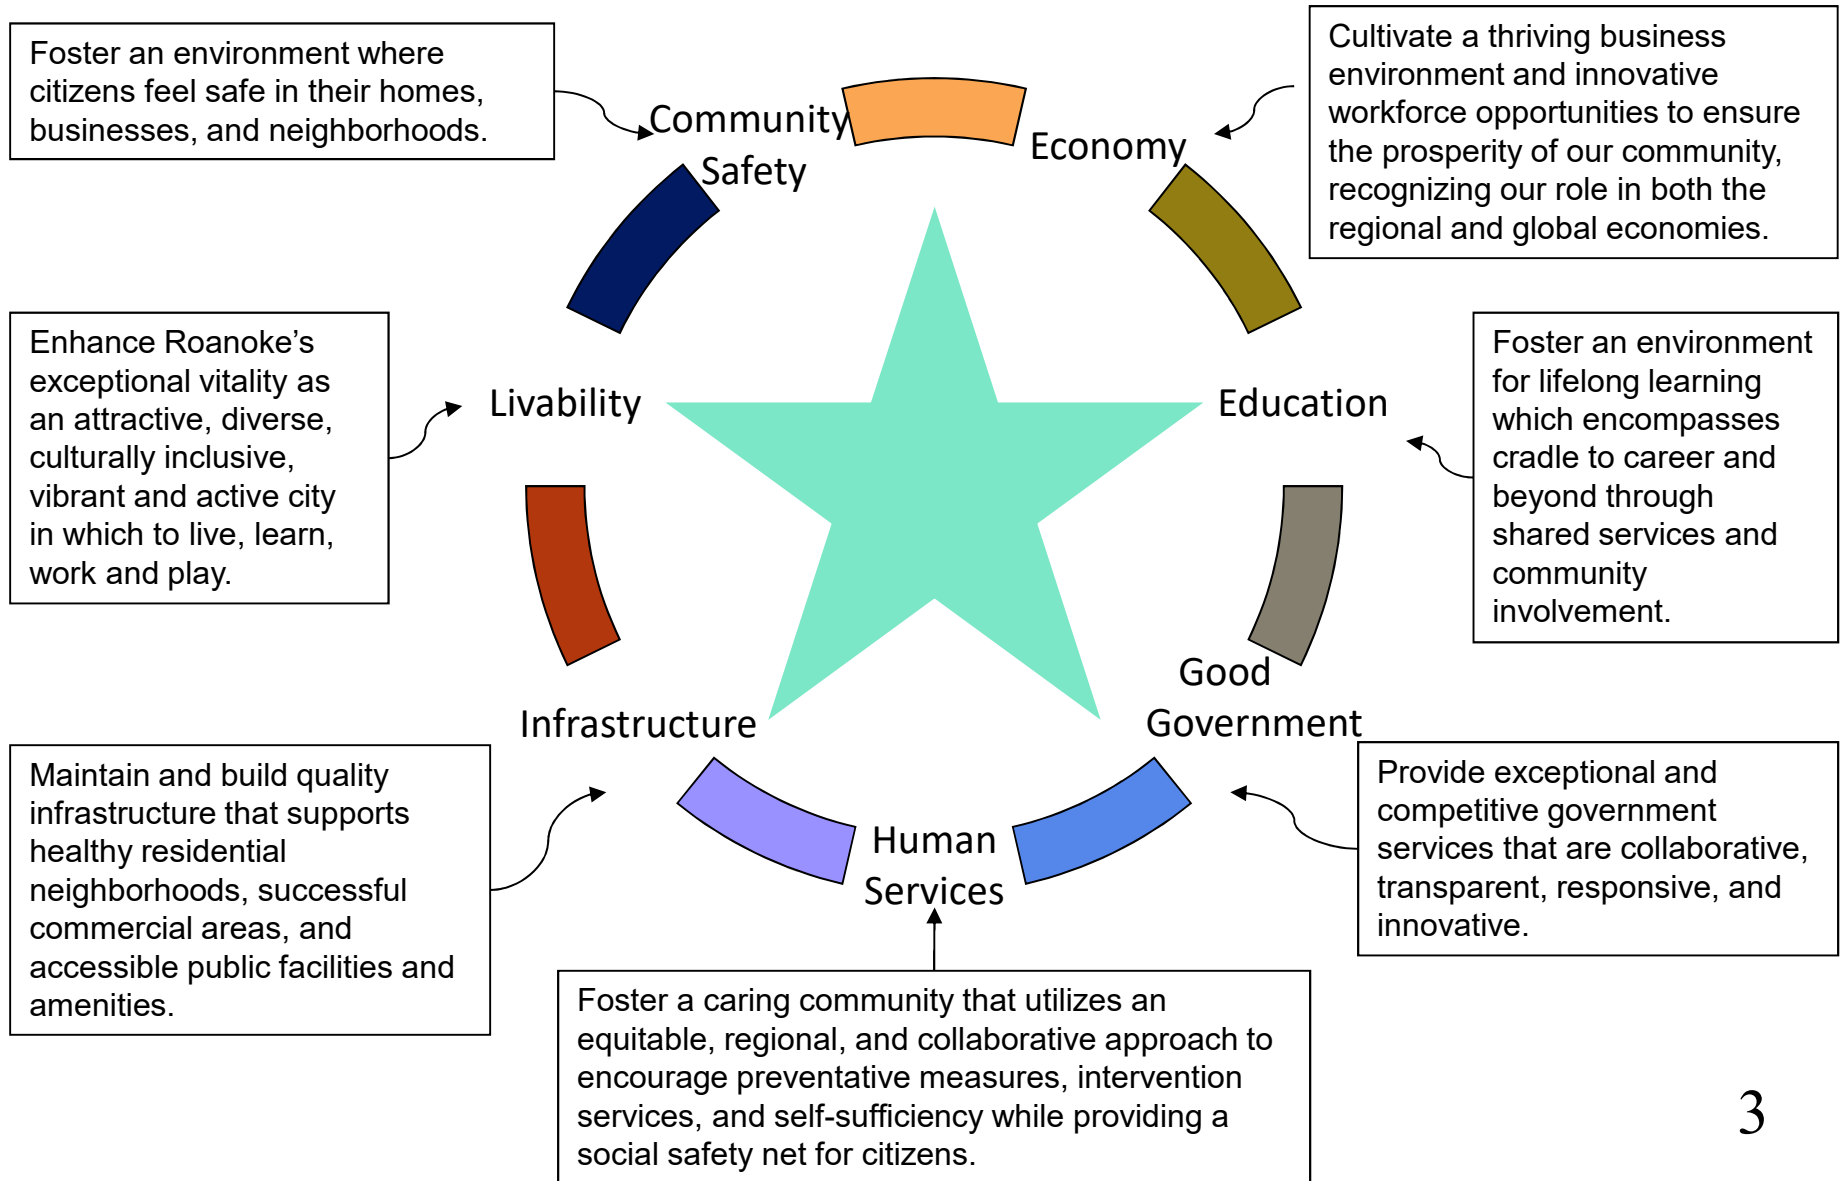 Foster an environment where
citizens feel safe in their homes,
businesses, and neighborhoods.
Community
Safety
Economy
Cultivate a thriving business
environment and innovative
workforce opportunities to ensure
the prosperity of our community,
recognizing our role in both the
regional and global economies.
Enhance Roanoke’s
exceptional vitality as
an attractive, diverse,
culturally inclusive,
vibrant and active city
in which to live, learn,
work and play.
Livability
Education
Foster an environment
for lifelong learning
which encompasses
cradle to career and
beyond through
shared services and
community
involvement.
Infrastructure
Good
Government
Maintain and build quality
infrastructure that supports
healthy residential
neighborhoods, successful
commercial areas, and
accessible public facilities and
amenities.
Human
Services
Provide exceptional and
competitive government
services that are collaborative,
transparent, responsive, and
innovative.
Foster a caring community that utilizes an
equitable, regional, and collaborative approach to
encourage preventative measures, intervention
services, and self-sufficiency while providing a
social safety net for citizens.
3